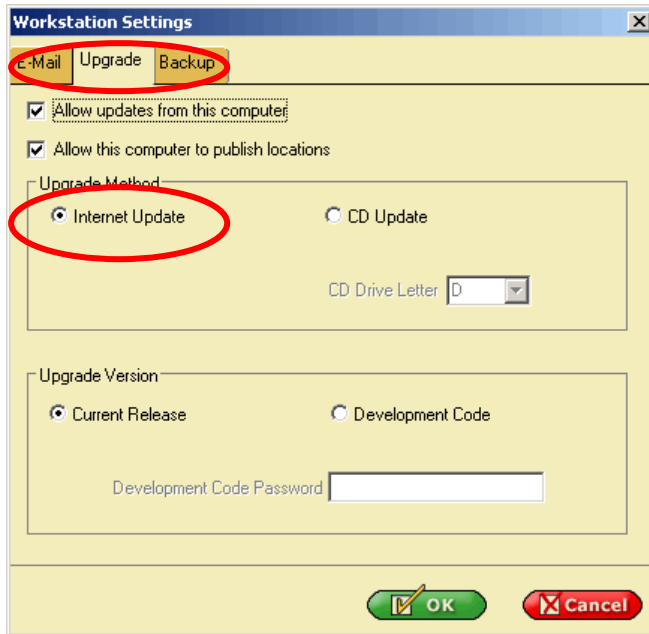 Workstation Settings
E-Mail Upgrade Backup
Allow updates from this computer
Allow this computer to publish locations
Upgrade Method
Internet Update CD Update
CD Drive Letter D
Upgrade Version
Current Release Development Code
Development Code Password
OK Cancel